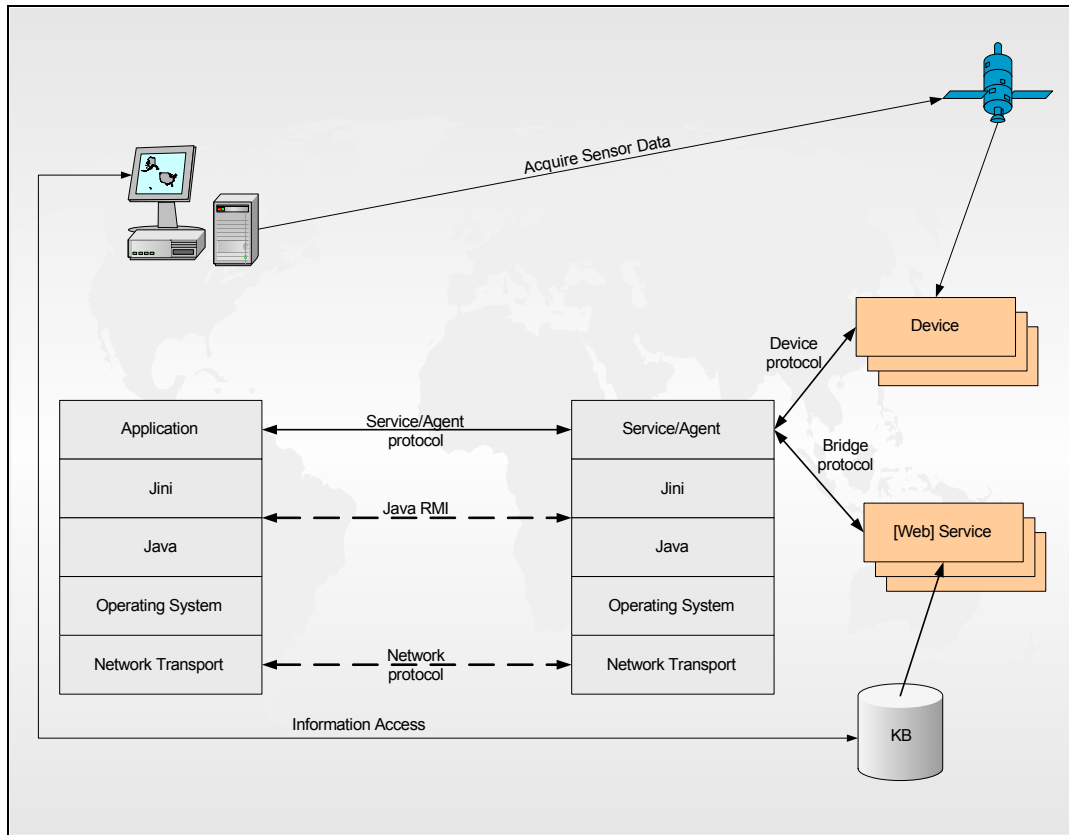 Acquire Sensor Data
Device
Device
protocol
Application
Service/Agent
protocol
Service/Agent
Bridge
protocol
Jini
Jini
Java RMI
[Web] Service
Java
Java
Operating System
Operating System
Network Transport
Network
protocol
Network Transport
Information Access
KB